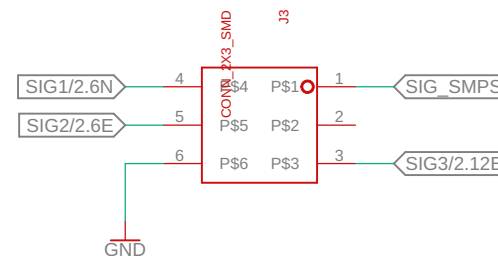 J3
CONN_2X3_SMD
SIG1/2.6N 4 P$4 P$1 1 SIG_SMPS
SIG2/2.6E 5 P$5 P$2 2
6 P$6 P$3 3 SIG3/2.12E
GND